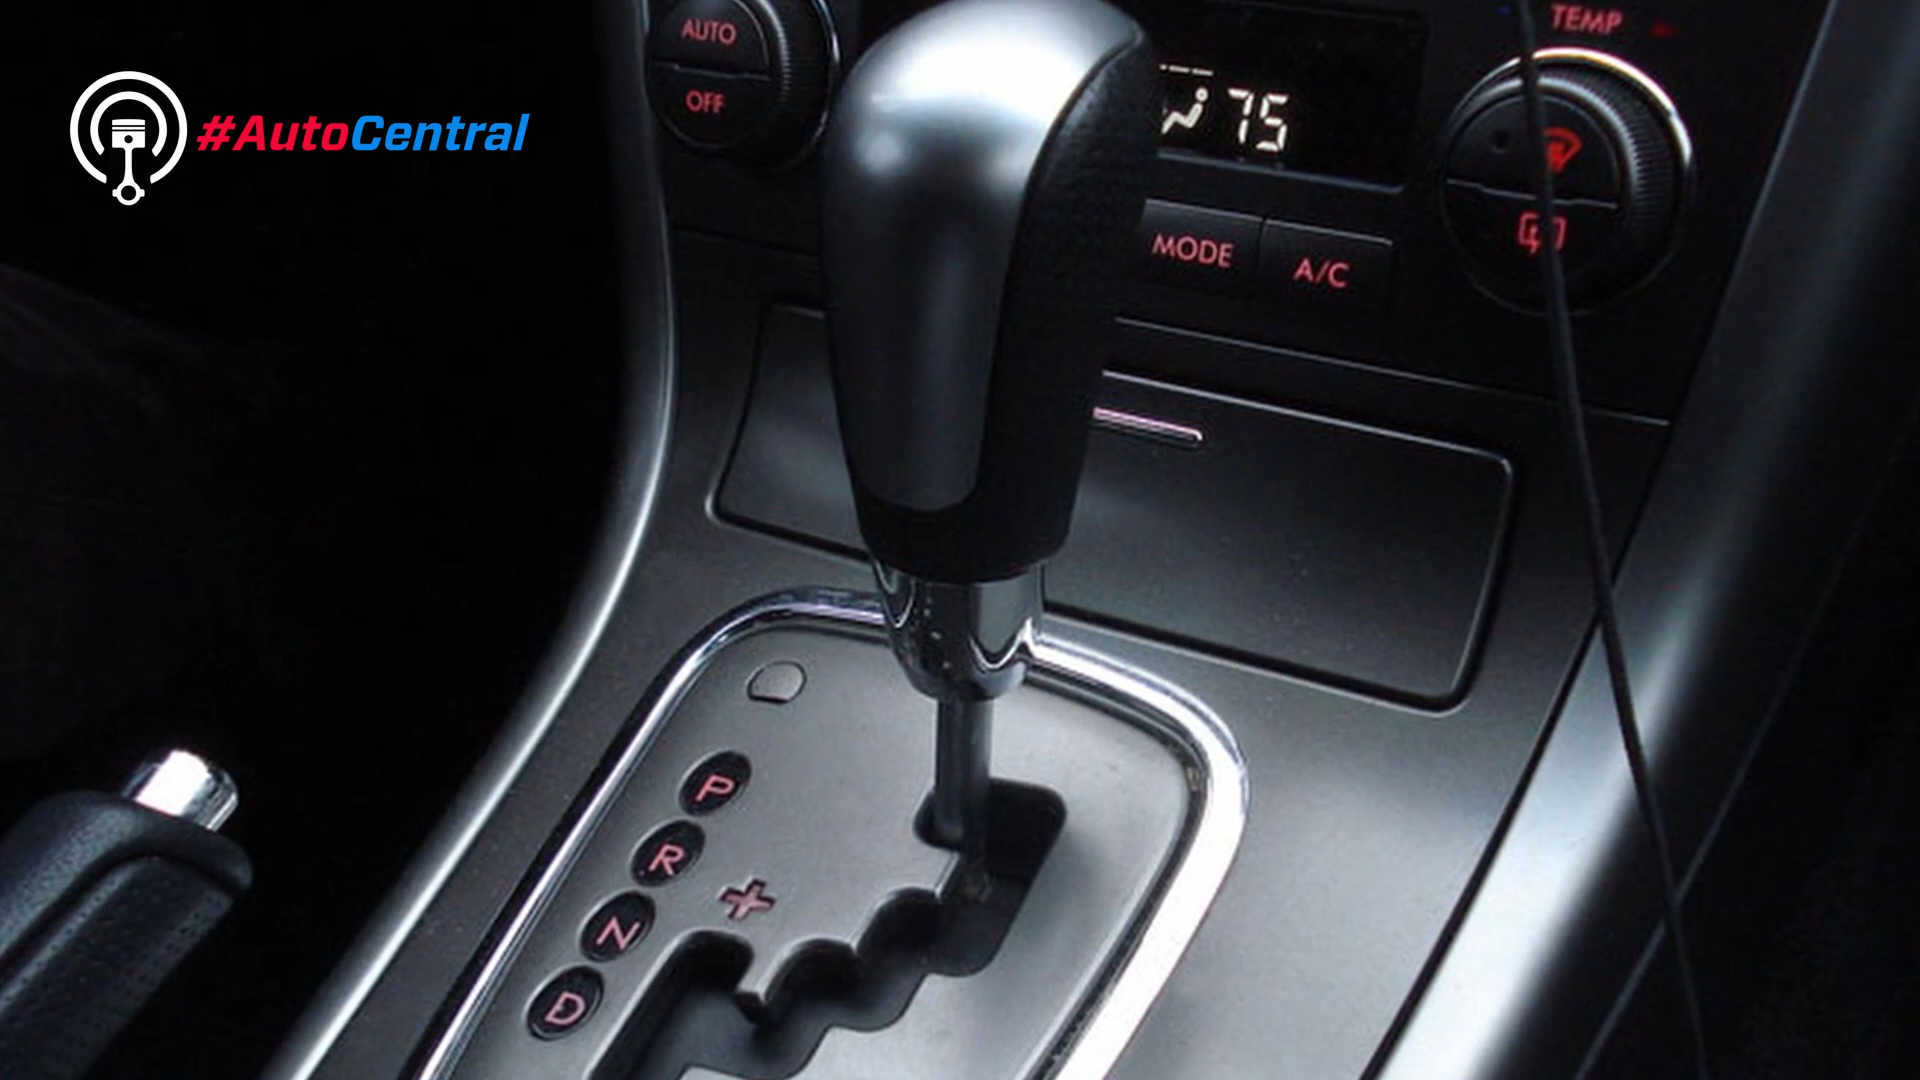 #AutoCentral
AUTO
OFF
TEMP
75
MODE
A/C
P
R
N
D
+